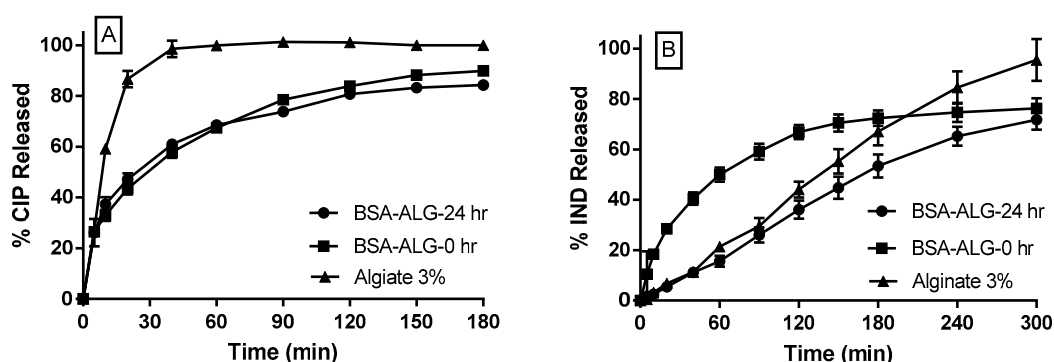 A
% CIP Released
100
80
60
40
20
0
0 30 60 90 120 150 180
Time (min)
BSA-ALG-24 hr
BSA-ALG-0 hr
Algiate 3%
B
% IND Released
100
80
60
40
20
0
0 60 120 180 240 300
Time (min)
BSA-ALG-24 hr
BSA-ALG-0 hr
Alginate 3%